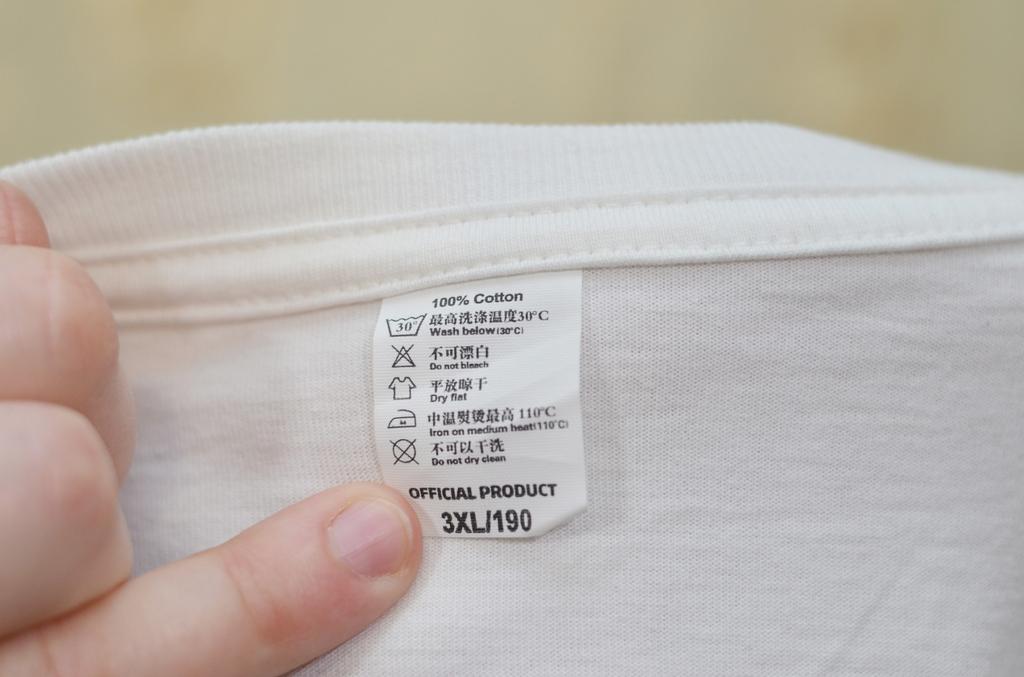 100% Cotton
30°
最高洗涤温度30°C
Wash below(30°C)
不可漂白
Do not bleach
平放晾干
Dry flat
中温熨烫最高 110°C
Iron on medium heat(110°C)
不可以干洗
Do not dry clean
OFFICIAL PRODUCT
3XL/190